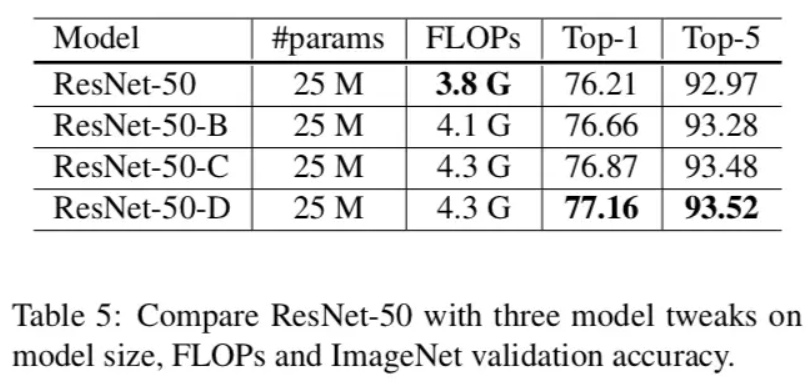 Model #params FLOPs Top-1 Top-5
ResNet-50 25 M 3.8 G 76.21 92.97
ResNet-50-B 25 M 4.1 G 76.66 93.28
ResNet-50-C 25 M 4.3 G 76.87 93.48
ResNet-50-D 25 M 4.3 G 77.16 93.52
Table 5: Compare ResNet-50 with three model tweaks on
model size, FLOPs and ImageNet validation accuracy.